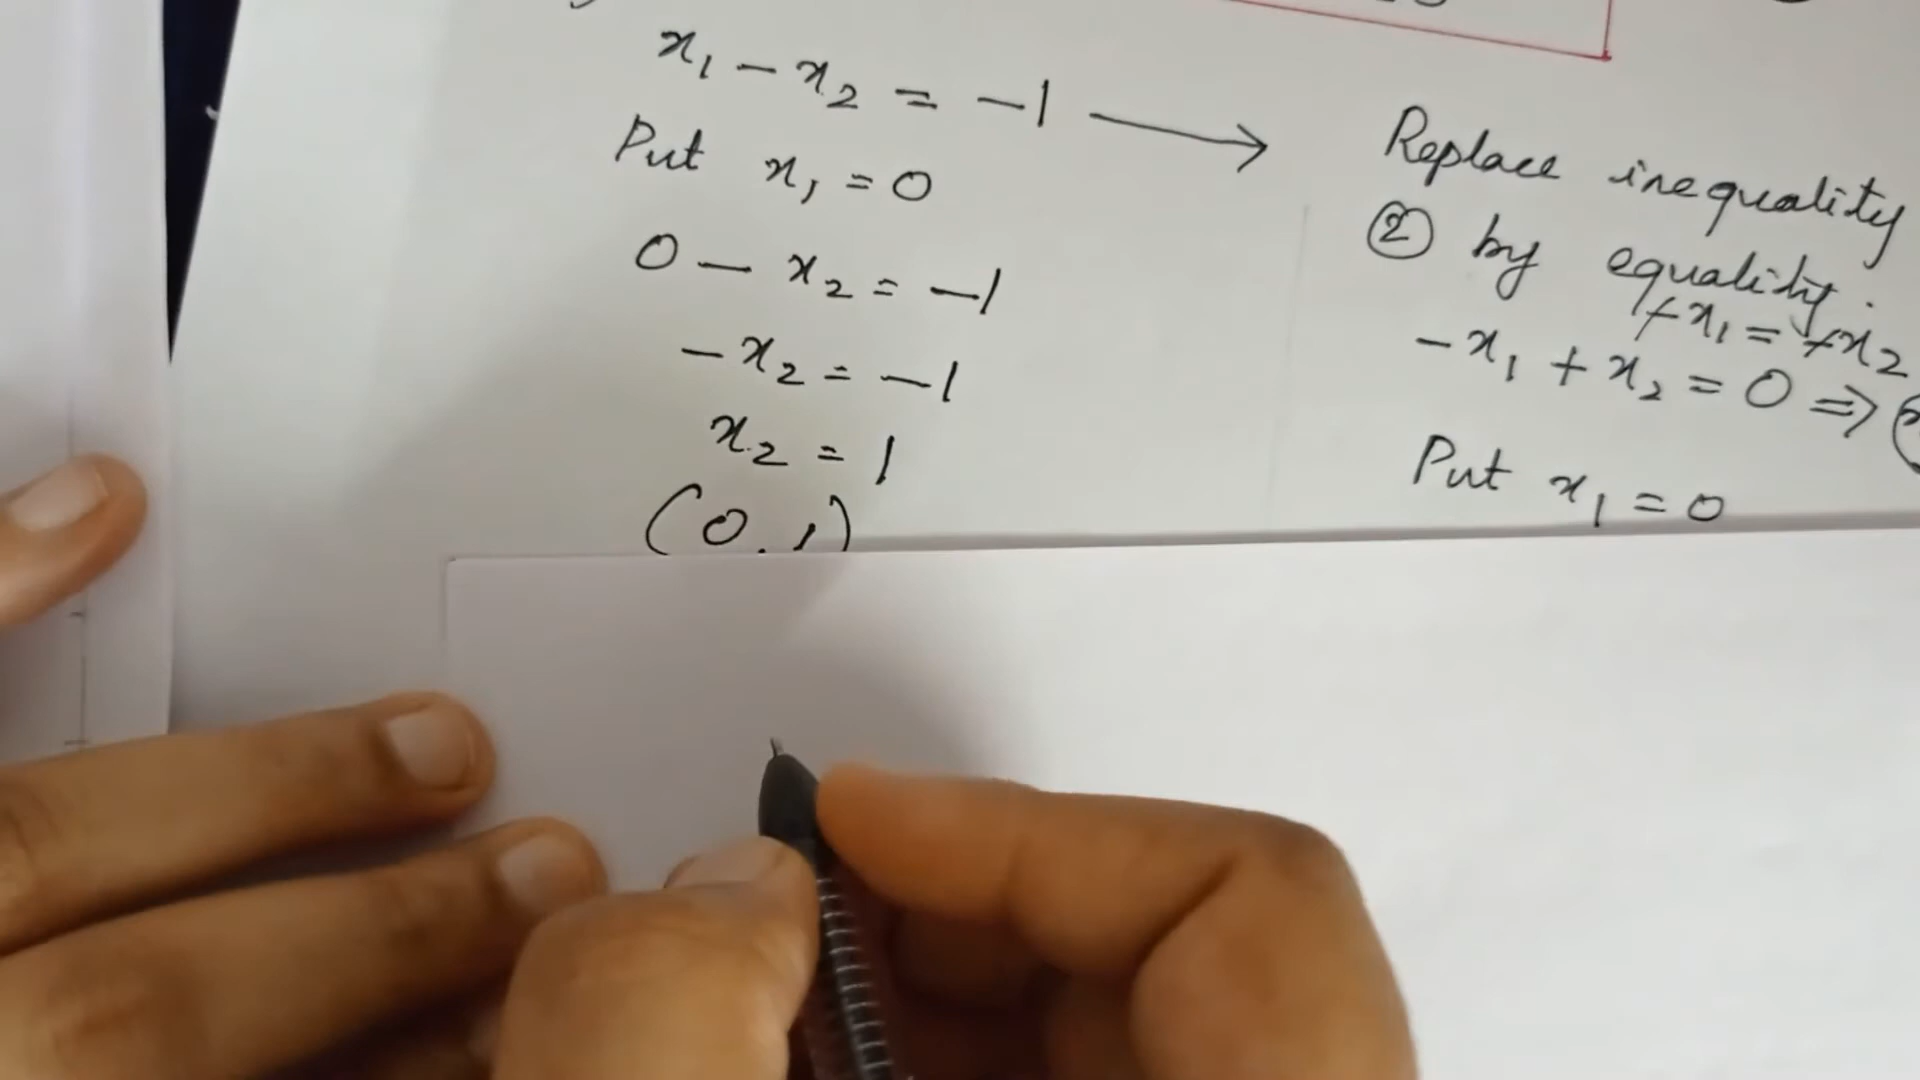 x₁ - x₂ = -1 →
Put x₁ = 0
0 - x₂ = -1
-x₂ = -1
x₂ = 1
(0, 1)
Replace inequality
② by equality.
+x₁ = +x₂
-x₁ + x₂ = 0 ⇒
Put x₁ = 0